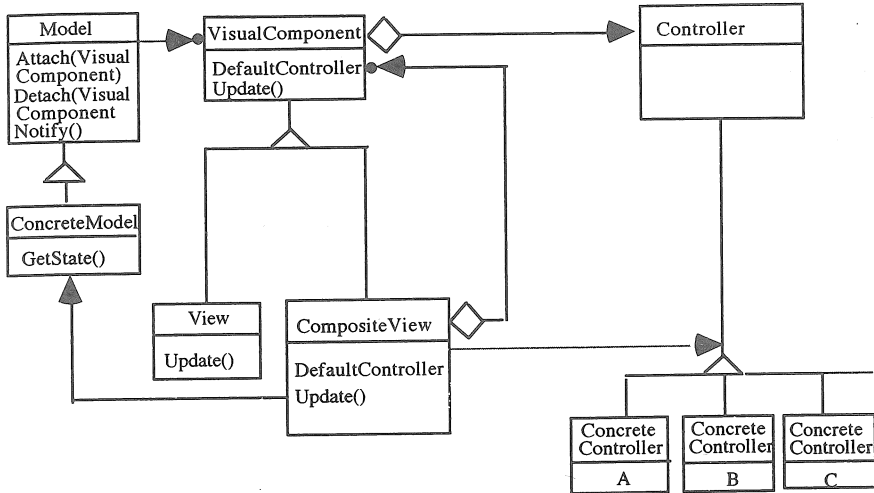 Model
Attach(Visual
Component)
Detach(Visual
Component
Notify()
VisualComponent
DefaultController
Update()
Controller
ConcreteModel
GetState()
View
Update()
CompositeView
DefaultController
Update()
Concrete
Controller
A
Concrete
Controller
B
Concrete
Controller
C